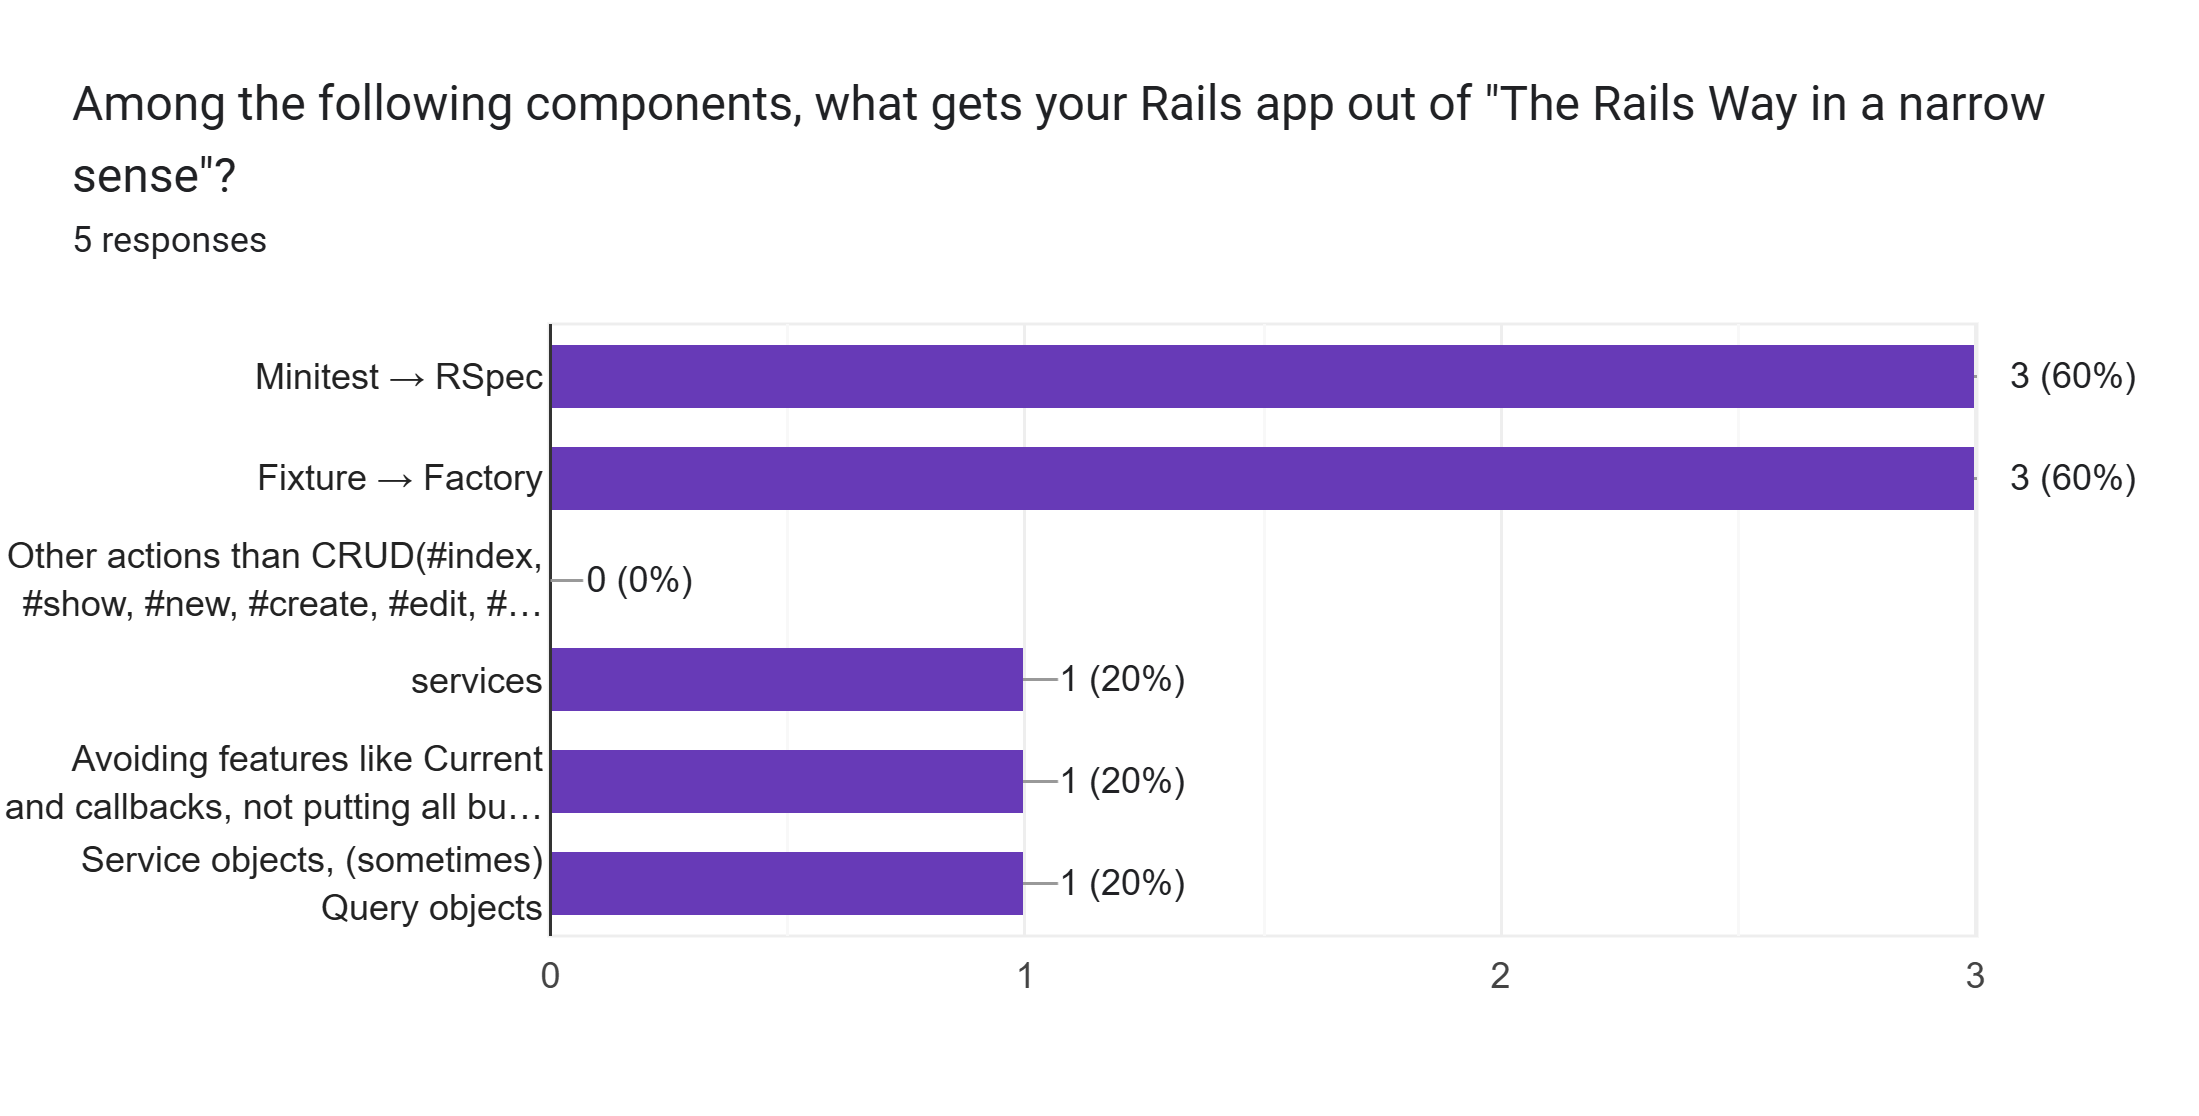 Among the following components, what gets your Rails app out of "The Rails Way in a narrow
sense"?
5 responses
Minitest → RSpec
3 (60%)
Fixture → Factory
3 (60%)
Other actions than CRUD(#index,
#show, #new, #create, #edit, #…
0 (0%)
services
1 (20%)
Avoiding features like Current
and callbacks, not putting all bu…
1 (20%)
Service objects, (sometimes)
Query objects
1 (20%)
0 1 2 3